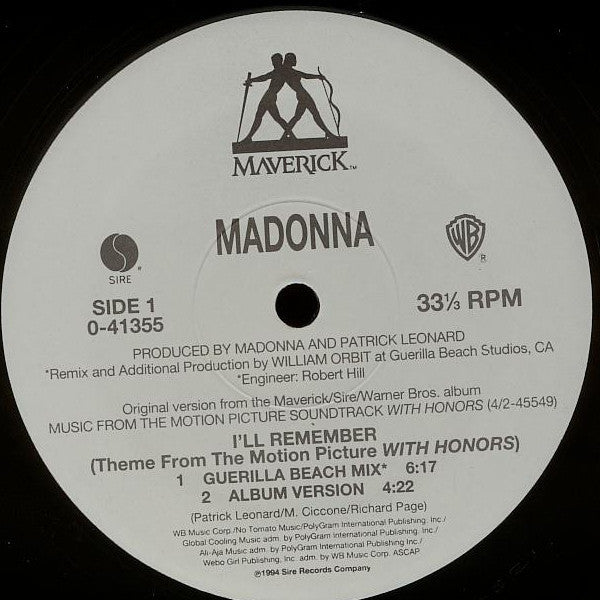 MAVERICK™
MADONNA
SIRE ®
WB ®
SIDE 1
0-41355
33⅓ RPM
PRODUCED BY MADONNA AND PATRICK LEONARD
*Remix and Additional Production by WILLIAM ORBIT at Guerilla Beach Studios, CA
*Engineer: Robert Hill
Original version from the Maverick/Sire/Warner Bros. album
MUSIC FROM THE MOTION PICTURE SOUNDTRACK WITH HONORS (4/2-45549)
I'LL REMEMBER
(Theme From The Motion Picture WITH HONORS)
1 GUERILLA BEACH MIX* 6:17
2 ALBUM VERSION 4:22
(Patrick Leonard/M. Ciccone/Richard Page)
WB Music Corp./No Tomato Music/PolyGram International Publishing, Inc./
Global Cooling Music adm. by PolyGram International Publishing, Inc./
Ali-Aja Music adm. by PolyGram International Publishing Inc./
Webo Girl Publishing, Inc. adm. by WB Music Corp. ASCAP.
℗1994 Sire Records Company